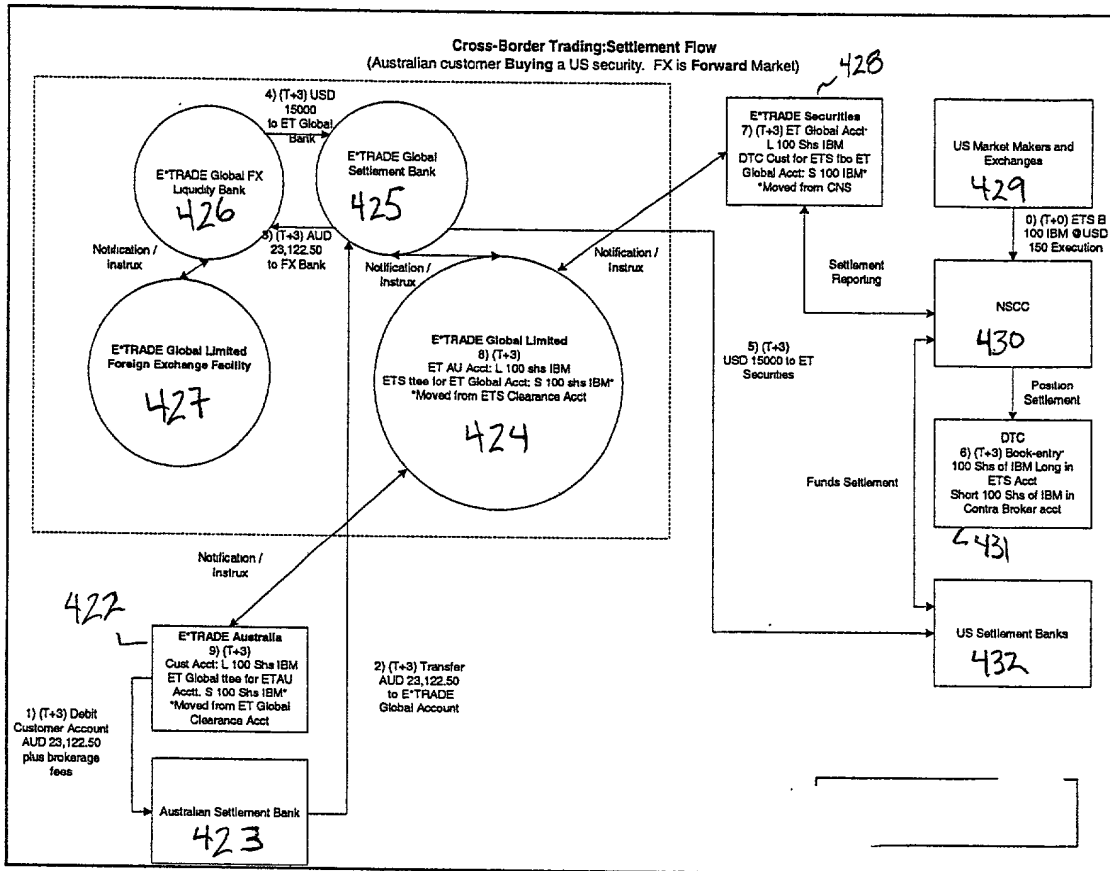 Cross-Border Trading:Settlement Flow
(Australian customer Buying a US security. FX is Forward Market)
428
4) (T+3) USD
15000
to ET Global
Bank
E*TRADE Global FX
Liquidity Bank
426
E*TRADE Global
Settlement Bank
425
3) (T+3) AUD
23,122.50
to FX Bank
Notification /
Instrux
Notification /
Instrux
Notification /
Instrux
E*TRADE Global Limited
Foreign Exchange Facility
427
E*TRADE Global Limited
8) (T+3)
ET AU Acct: L 100 shs IBM
ETS ttee for ET Global Acct: S 100 shs IBM*
*Moved from ETS Clearance Acct
424
E*TRADE Securities
7) (T+3) ET Global Acct·
L 100 Shs IBM
DTC Cust for ETS fbo ET
Global Acct: S 100 IBM*
*Moved from CNS
US Market Makers and
Exchanges
429
0) (T+0) ETS B
100 IBM @USD
150 Execution
Settlement
Reporting
NSCC
430
5) (T+3)
USD 15000 to ET
Securities
Position
Settlement
DTC
6) (T+3) Book-entry·
100 Shs of IBM Long in
ETS Acct
Short 100 Shs of IBM in
Contra Broker acct
431
Funds Settlement
US Settlement Banks
432
Notification /
Instrux
422
E*TRADE Australia
9) (T+3)
Cust Acct: L 100 Shs IBM
ET Global ttee for ETAU
Acctt. S 100 Shs IBM*
*Moved from ET Global
Clearance Acct
2) (T+3) Transfer
AUD 23,122.50
to E*TRADE
Global Account
1) (T+3) Debit
Customer Account
AUD 23,122.50
plus brokerage
fees
Australian Settlement Bank
423